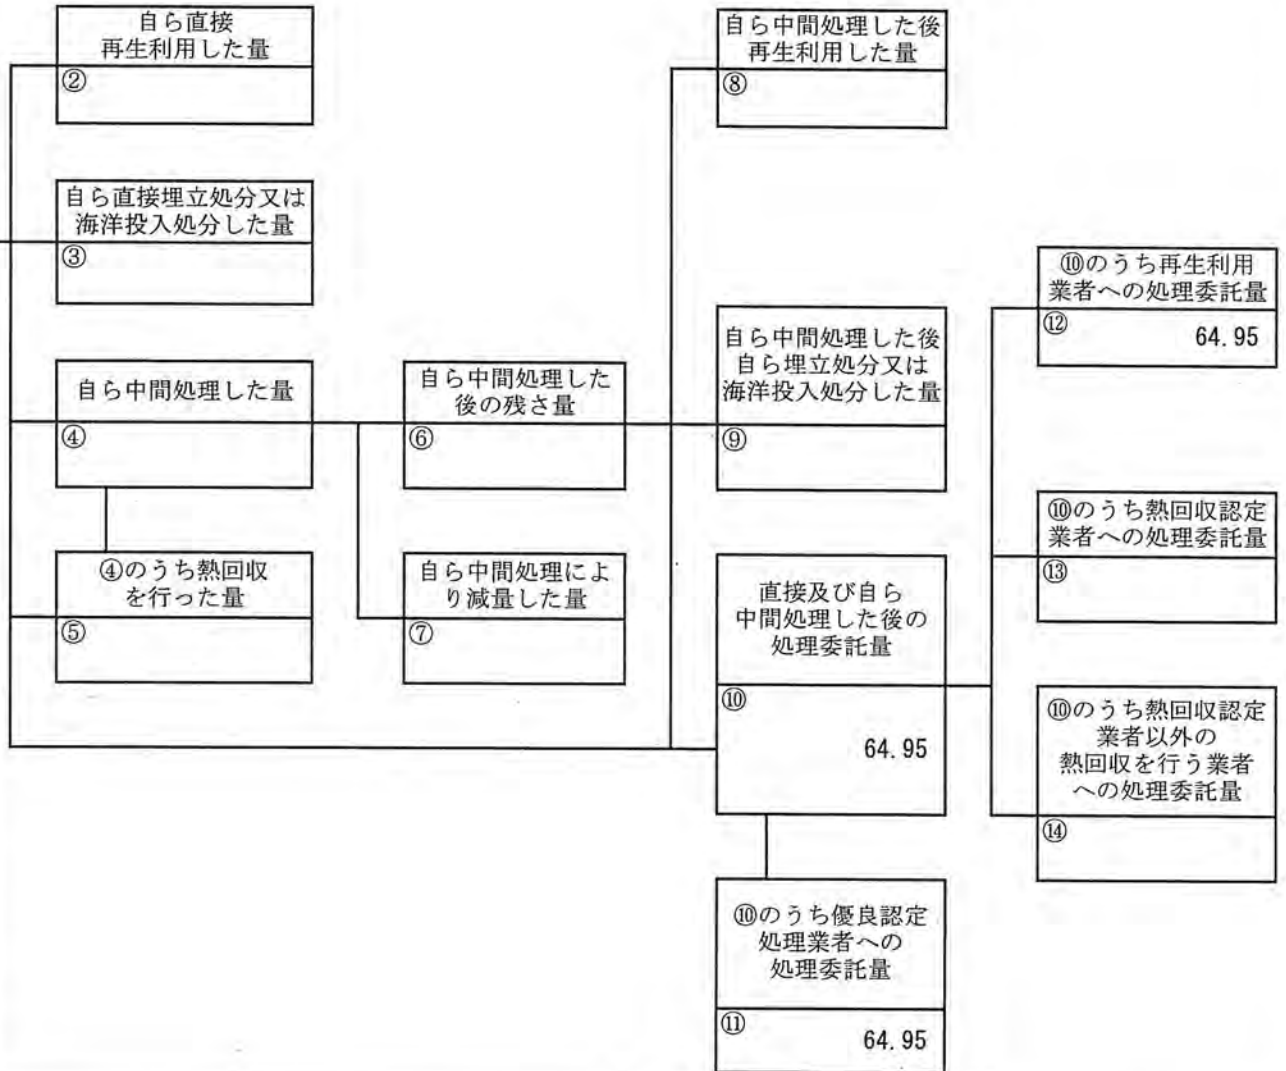 自ら直接
再生利用した量
②
自ら直接埋立処分又は
海洋投入処分した量
③
自ら中間処理した量
④
④のうち熱回収
を行った量
⑤
自ら中間処理した
後の残さ量
⑥
自ら中間処理によ
り減量した量
⑦
自ら中間処理した後
再生利用した量
⑧
自ら中間処理した後
自ら埋立処分又は
海洋投入処分した量
⑨
直接及び自ら
中間処理した後の
処理委託量
⑩
64.95
⑩のうち優良認定
処理業者への
処理委託量
⑪
64.95
⑩のうち再生利用
業者への処理委託量
⑫
64.95
⑩のうち熱回収認定
業者への処理委託量
⑬
⑩のうち熱回収認定
業者以外の
熱回収を行う業者
への処理委託量
⑭